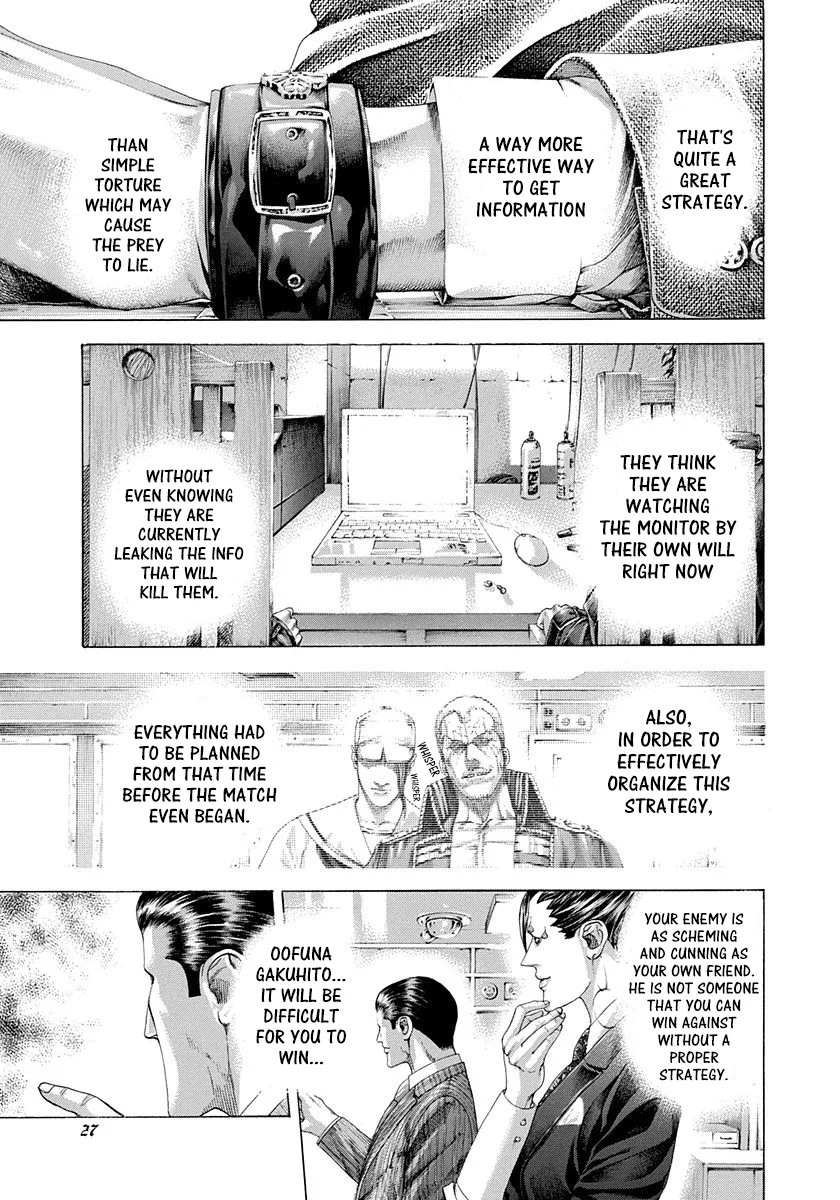 THAT'S
QUITE A
GREAT
STRATEGY.
A WAY MORE
EFFECTIVE WAY
TO GET
INFORMATION
THAN
SIMPLE
TORTURE
WHICH MAY
CAUSE
THE PREY
TO LIE.
THEY THINK
THEY ARE
WATCHING
THE MONITOR BY
THEIR OWN WILL
RIGHT NOW
WITHOUT
EVEN KNOWING
THEY ARE
CURRENTLY
LEAKING THE INFO
THAT WILL
KILL THEM.
ALSO,
IN ORDER TO
EFFECTIVELY
ORGANIZE THIS
STRATEGY,
WHISPER
WHISPER
EVERYTHING HAD
TO BE PLANNED
FROM THAT TIME
BEFORE THE MATCH
EVEN BEGAN.
YOUR ENEMY IS
AS SCHEMING
AND CUNNING AS
YOUR OWN FRIEND.
HE IS NOT SOMEONE
THAT YOU CAN
WIN AGAINST
WITHOUT A
PROPER
STRATEGY.
OOFUNA
GAKUHITO...
IT WILL BE
DIFFICULT
FOR YOU TO
WIN...
27